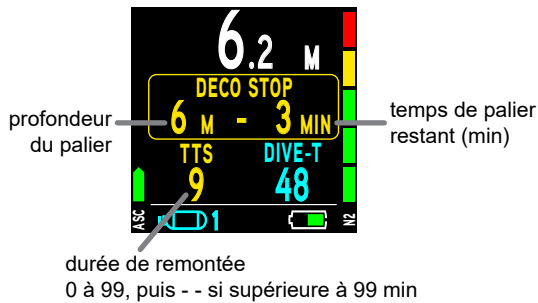 6.2 M
DECO STOP
6 M - 3 MIN
profondeur
du palier
temps de palier
restant (min)
TTS DIVE-T
9 48
ASC 1 N2
durée de remontée
0 à 99, puis - - si supérieure à 99 min